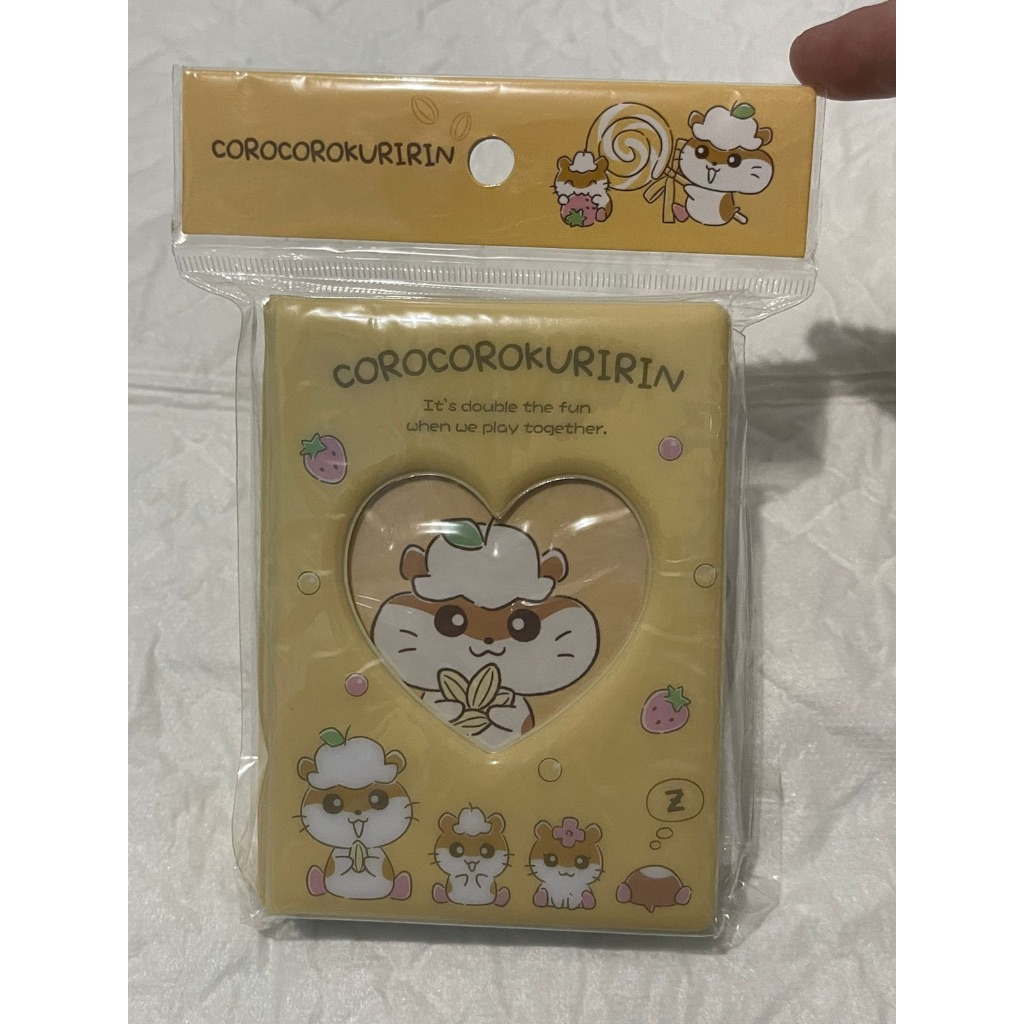 COROCOROKURIRIN
COROCOROKURIRIN
It's double the fun
when we play together.
Z